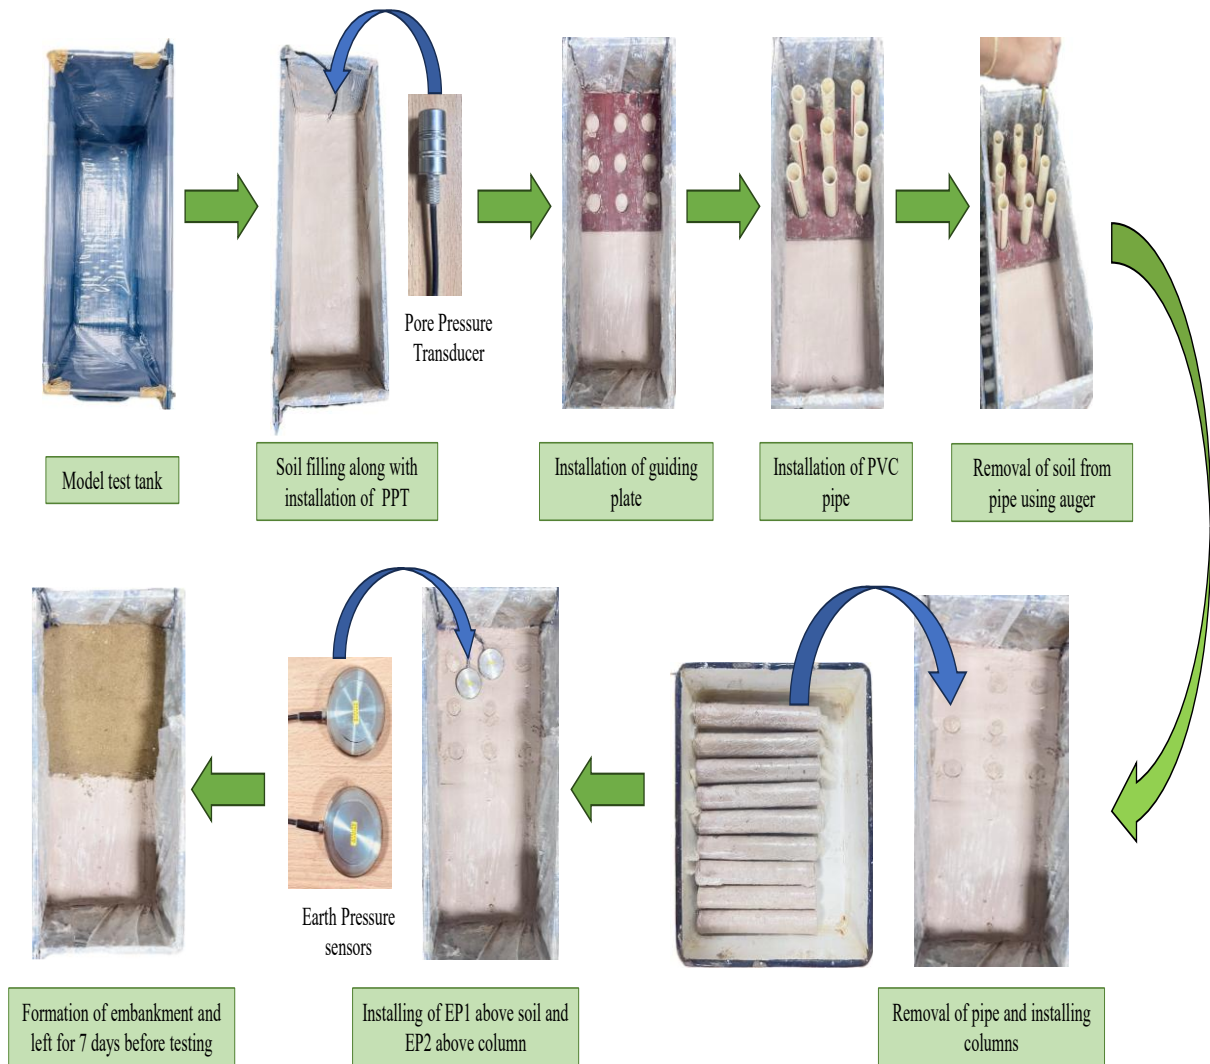 Pore Pressure
Transducer
Model test tank
Soil filling along with
installation of PPT
Installation of guiding
plate
Installation of PVC
pipe
Removal of soil from
pipe using auger
Earth Pressure
sensors
Formation of embankment and
left for 7 days before testing
Installing of EP1 above soil and
EP2 above column
Removal of pipe and installing
columns